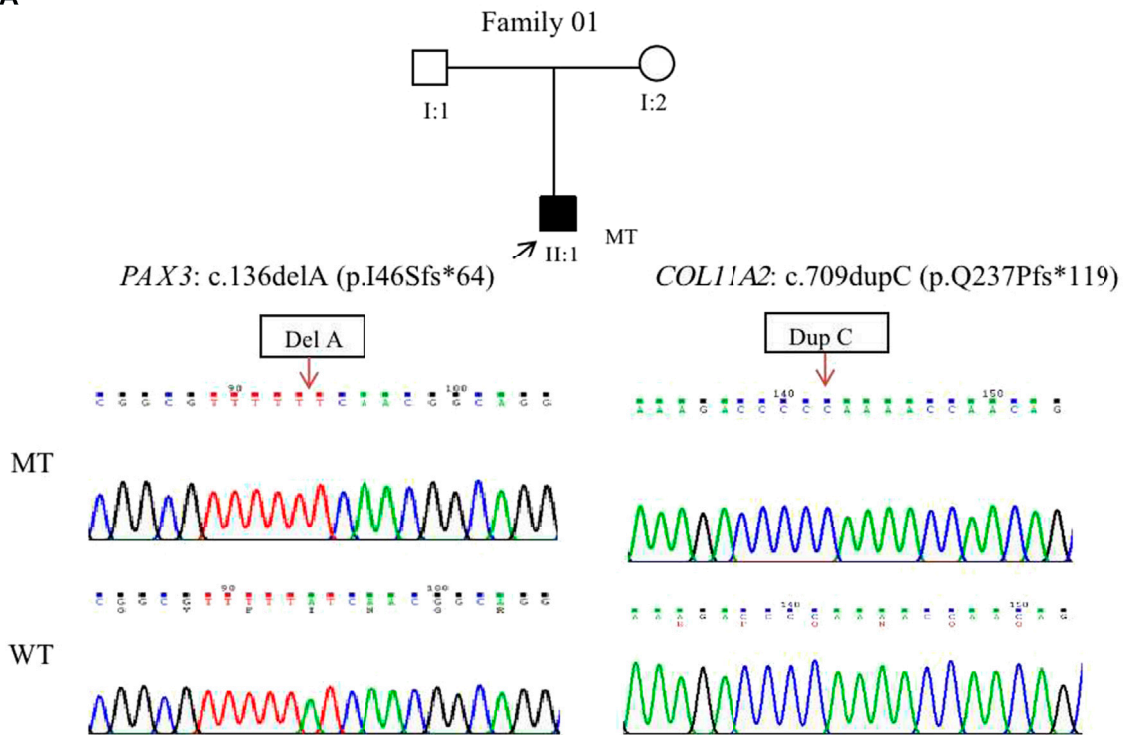 A
Family 01
I:1
I:2
II:1
MT
PAX3: c.136delA (p.I46Sfs*64)
COL11A2: c.709dupC (p.Q237Pfs*119)
Del A
Dup C
90 100
C G G C G T T T T T T C A A C G G C A G G
140 150
A A A G A C C C C C A A A A C C A A C A G
MT
90 100
C G G C G T T T T T A T C A A C G G C A G G
140 150
WT